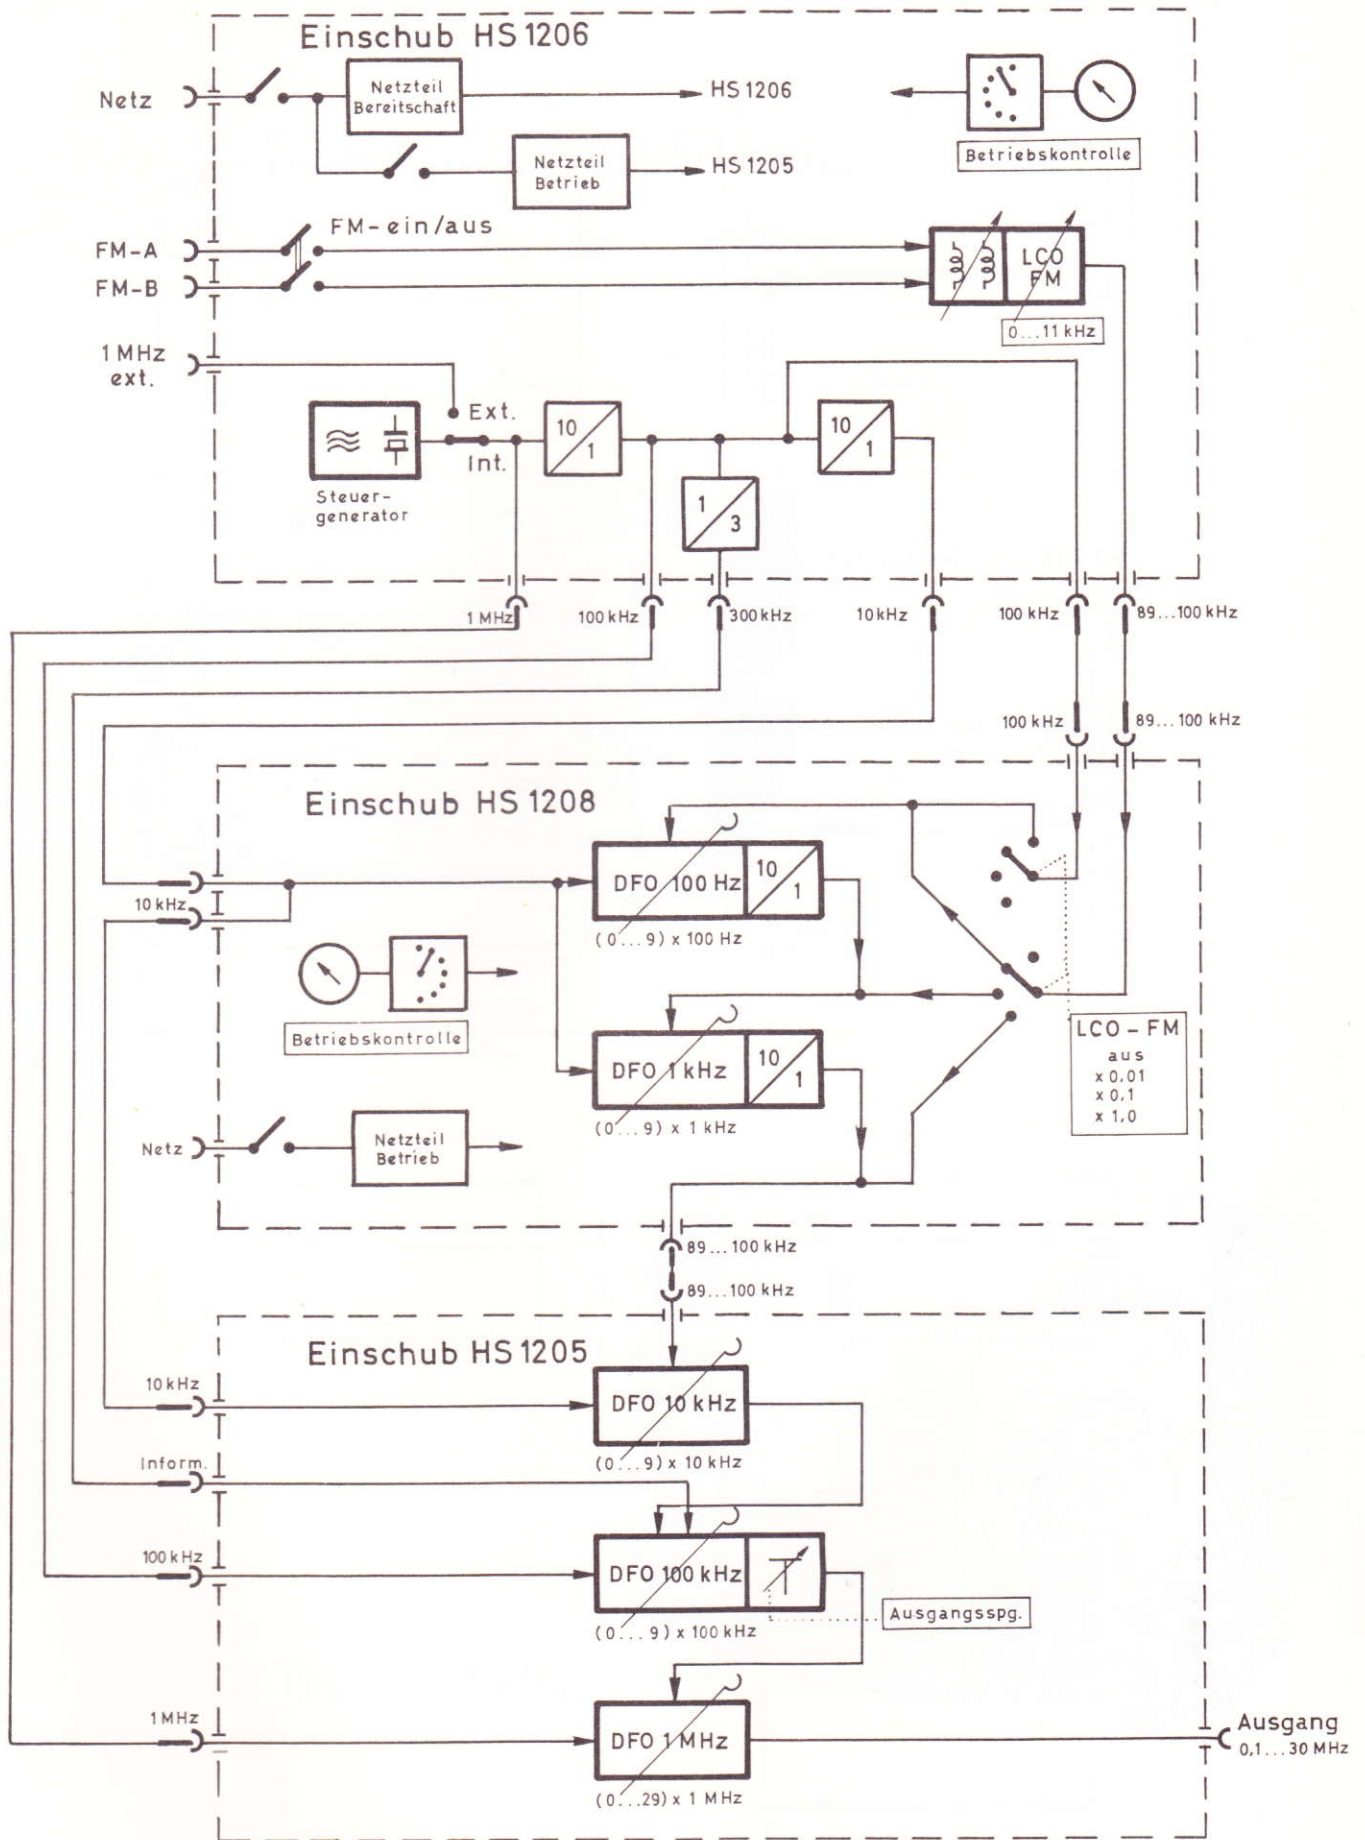 Einschub HS 1206
Netz
Netzteil
Bereitschaft
HS 1206
Betriebskontrolle
Netzteil
Betrieb
HS 1205
FM-ein/aus
FM-A
FM-B
LCO
FM
0...11 kHz
1 MHz
ext.
Ext.
Int.
10/1
10/1
1/3
Steuer-
generator
1 MHz
100 kHz
300 kHz
10 kHz
100 kHz
89...100 kHz
100 kHz
89...100 kHz
Einschub HS 1208
DFO 100 Hz
10/1
(0...9) x 100 Hz
10 kHz
Betriebskontrolle
DFO 1 kHz
10/1
(0...9) x 1 kHz
LCO - FM
aus
x 0,01
x 0,1
x 1,0
Netz
Netzteil
Betrieb
89...100 kHz
89...100 kHz
Einschub HS 1205
10 kHz
DFO 10 kHz
(0...9) x 10 kHz
Inform.
100 kHz
DFO 100 kHz
(0...9) x 100 kHz
Ausgangsspg.
1 MHz
DFO 1 MHz
(0...29) x 1 MHz
Ausgang
0,1...30 MHz